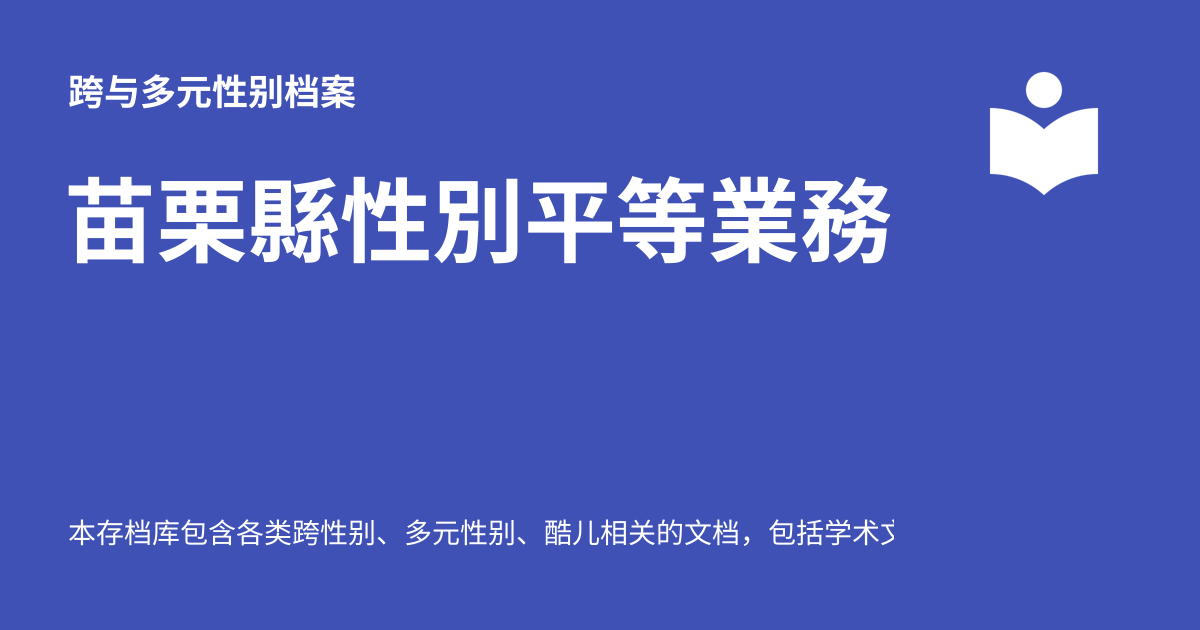 跨与多元性别档案
苗栗縣性別平等業務
本存档库包含各类跨性别、多元性别、酷儿相关的文档，包括学术